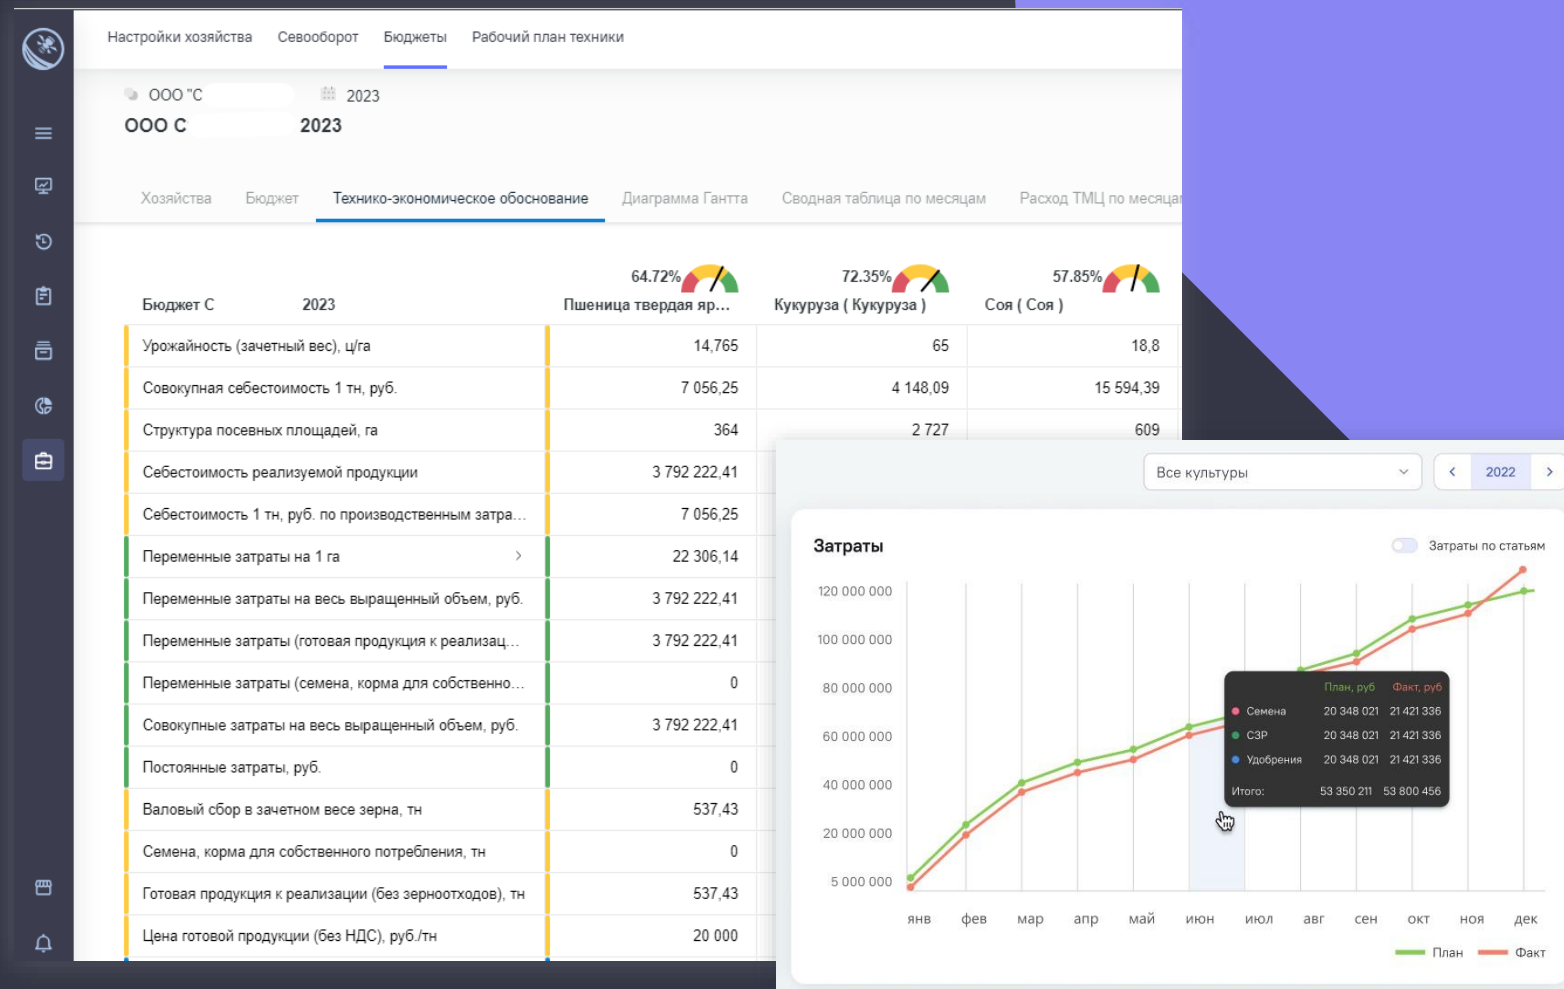 Настройки хозяйства Севооборот Бюджеты Рабочий план техники
ООО "С 2023
ООО С 2023
Хозяйства Бюджет Технико-экономическое обоснование Диаграмма Гантта Сводная таблица по месяцам Расход ТМЦ по месяцам
64.72% 72.35% 57.85%
Бюджет С 2023 Пшеница твердая яр... Кукуруза ( Кукуруза ) Соя ( Соя )
Урожайность (зачетный вес), ц/га 14,765 65 18,8
Совокупная себестоимость 1 тн, руб. 7 056,25 4 148,09 15 594,39
Структура посевных площадей, га 364 2 727 609
Себестоимость реализуемой продукции 3 792 222,41
Себестоимость 1 тн, руб. по производственным затра... 7 056,25
Переменные затраты на 1 га 22 306,14
Переменные затраты на весь выращенный объем, руб. 3 792 222,41
Переменные затраты (готовая продукция к реализац... 3 792 222,41
Переменные затраты (семена, корма для собственно... 0
Совокупные затраты на весь выращенный объем, руб. 3 792 222,41
Постоянные затраты, руб. 0
Валовый сбор в зачетном весе зерна, тн 537,43
Семена, корма для собственного потребления, тн 0
Готовая продукция к реализации (без зерноотходов), тн 537,43
Цена готовой продукции (без НДС), руб./тн 20 000
Все культуры 2022
Затраты Затраты по статьям
120 000 000
100 000 000
80 000 000
60 000 000
40 000 000
20 000 000
5 000 000
План, руб Факт, руб
Семена 20 348 021 21 421 336
СЗР 20 348 021 21 421 336
Удобрения 20 348 021 21 421 336
Итого: 53 350 211 53 800 456
янв фев мар апр май июн июл авг сен окт ноя дек
План Факт